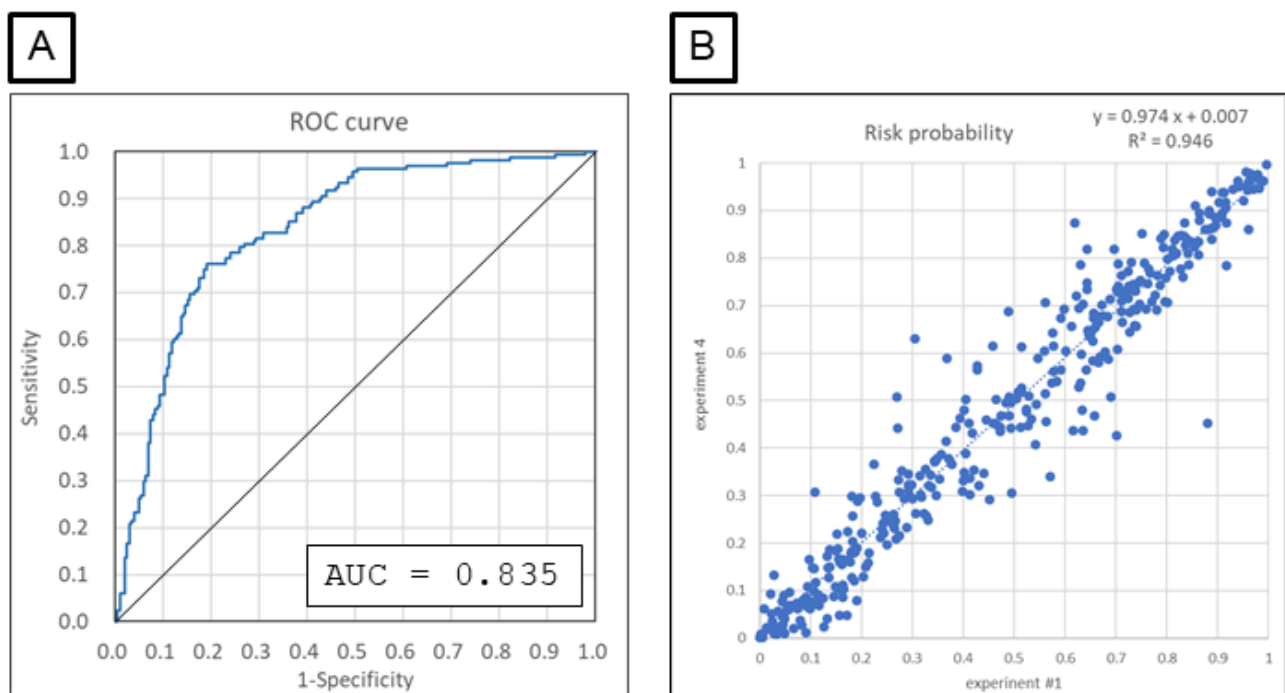 A
ROC curve
1.0
0.9
0.8
0.7
0.6
0.5
0.4
0.3
0.2
0.1
0.0
Sensitivity
AUC = 0.835
0.0 0.1 0.2 0.3 0.4 0.5 0.6 0.7 0.8 0.9 1.0
1-Specificity
B
Risk probability
y = 0.974 x + 0.007
R² = 0.946
1
0.9
0.8
0.7
0.6
0.5
0.4
0.3
0.2
0.1
0
experiment 4
0 0.1 0.2 0.3 0.4 0.5 0.6 0.7 0.8 0.9 1
experinent #1